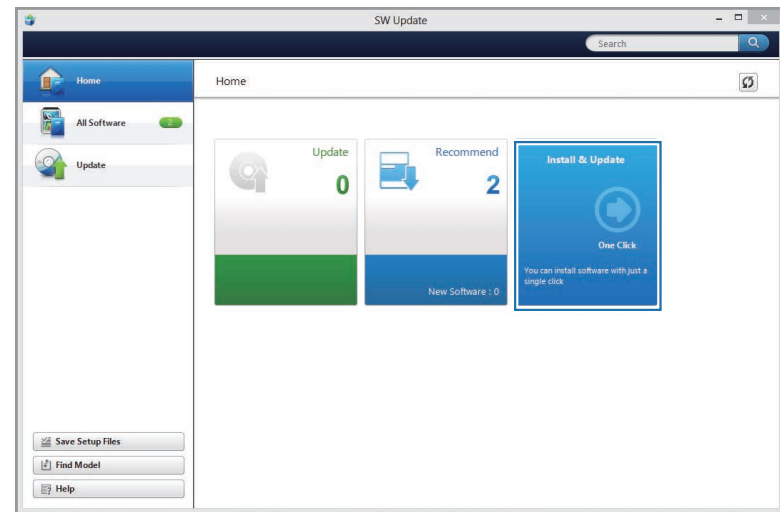 SW Update
Search
Home
All Software 2
Update
Home
Update
0
Recommend
2
New Software : 0
Install & Update
One Click
You can install software with just a
single click
Save Setup Files
Find Model
Help